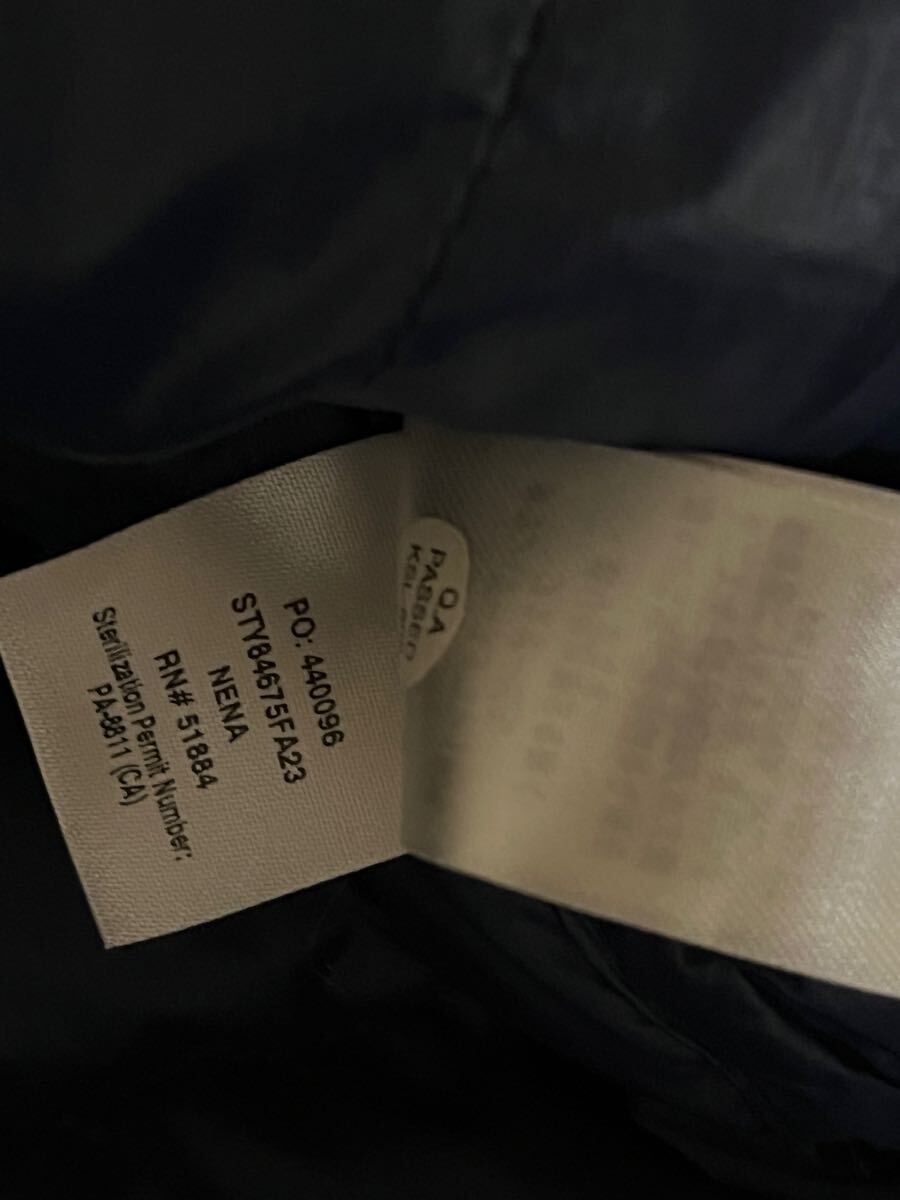 PO: 440096
STY84675FA23
NENA
RN# 51884
Sterilization Permit Number:
PA-8811 (CA)
Q.A
PASSED